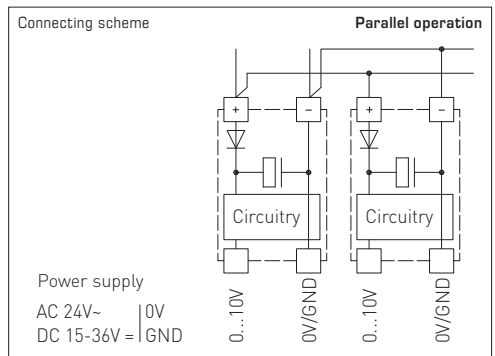 Connecting scheme
Parallel operation
+ − + −
Circuitry Circuitry
Power supply
AC 24V~ 0V
DC 15-36V = GND
0...10V
0V/GND
0...10V
0V/GND